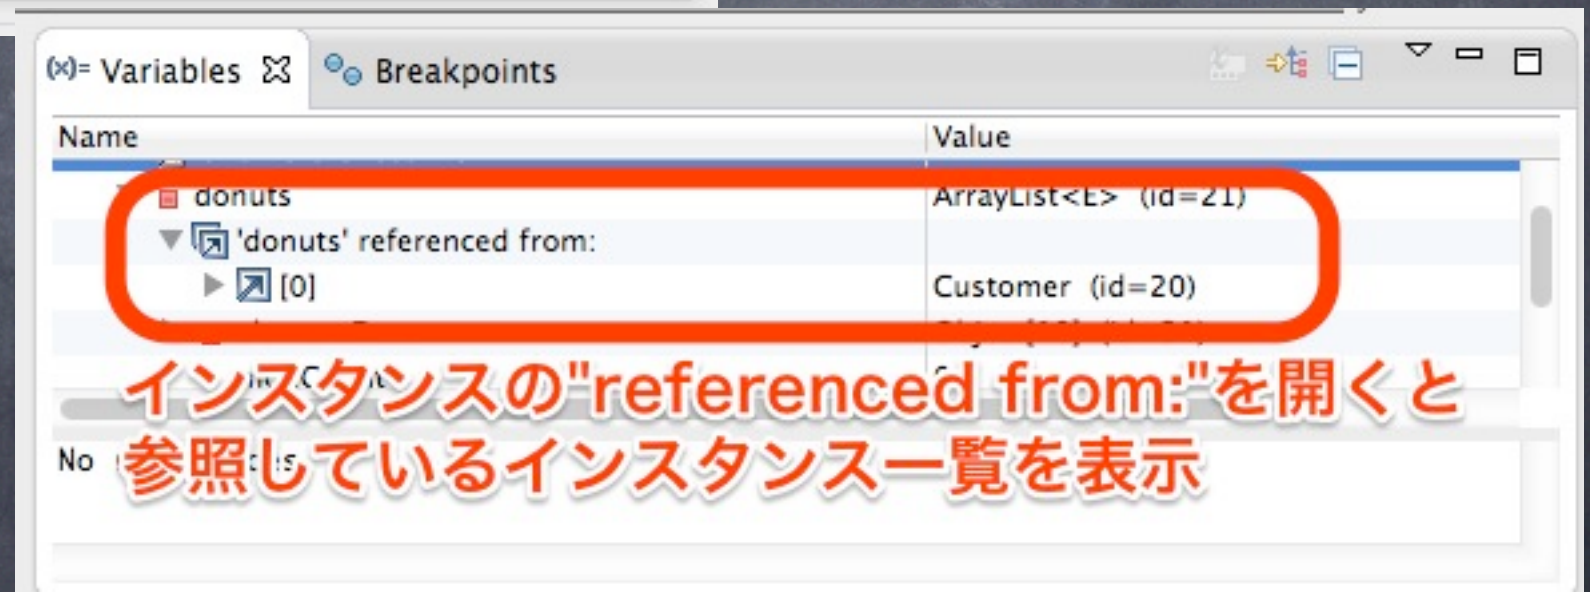 (x)= Variables Breakpoints
Name Value
donuts ArrayList<E> (id=21)
'donuts' referenced from:
[0] Customer (id=20)
インスタンスの"referenced from:"を開くと
No
参照しているインスタンス一覧を表示